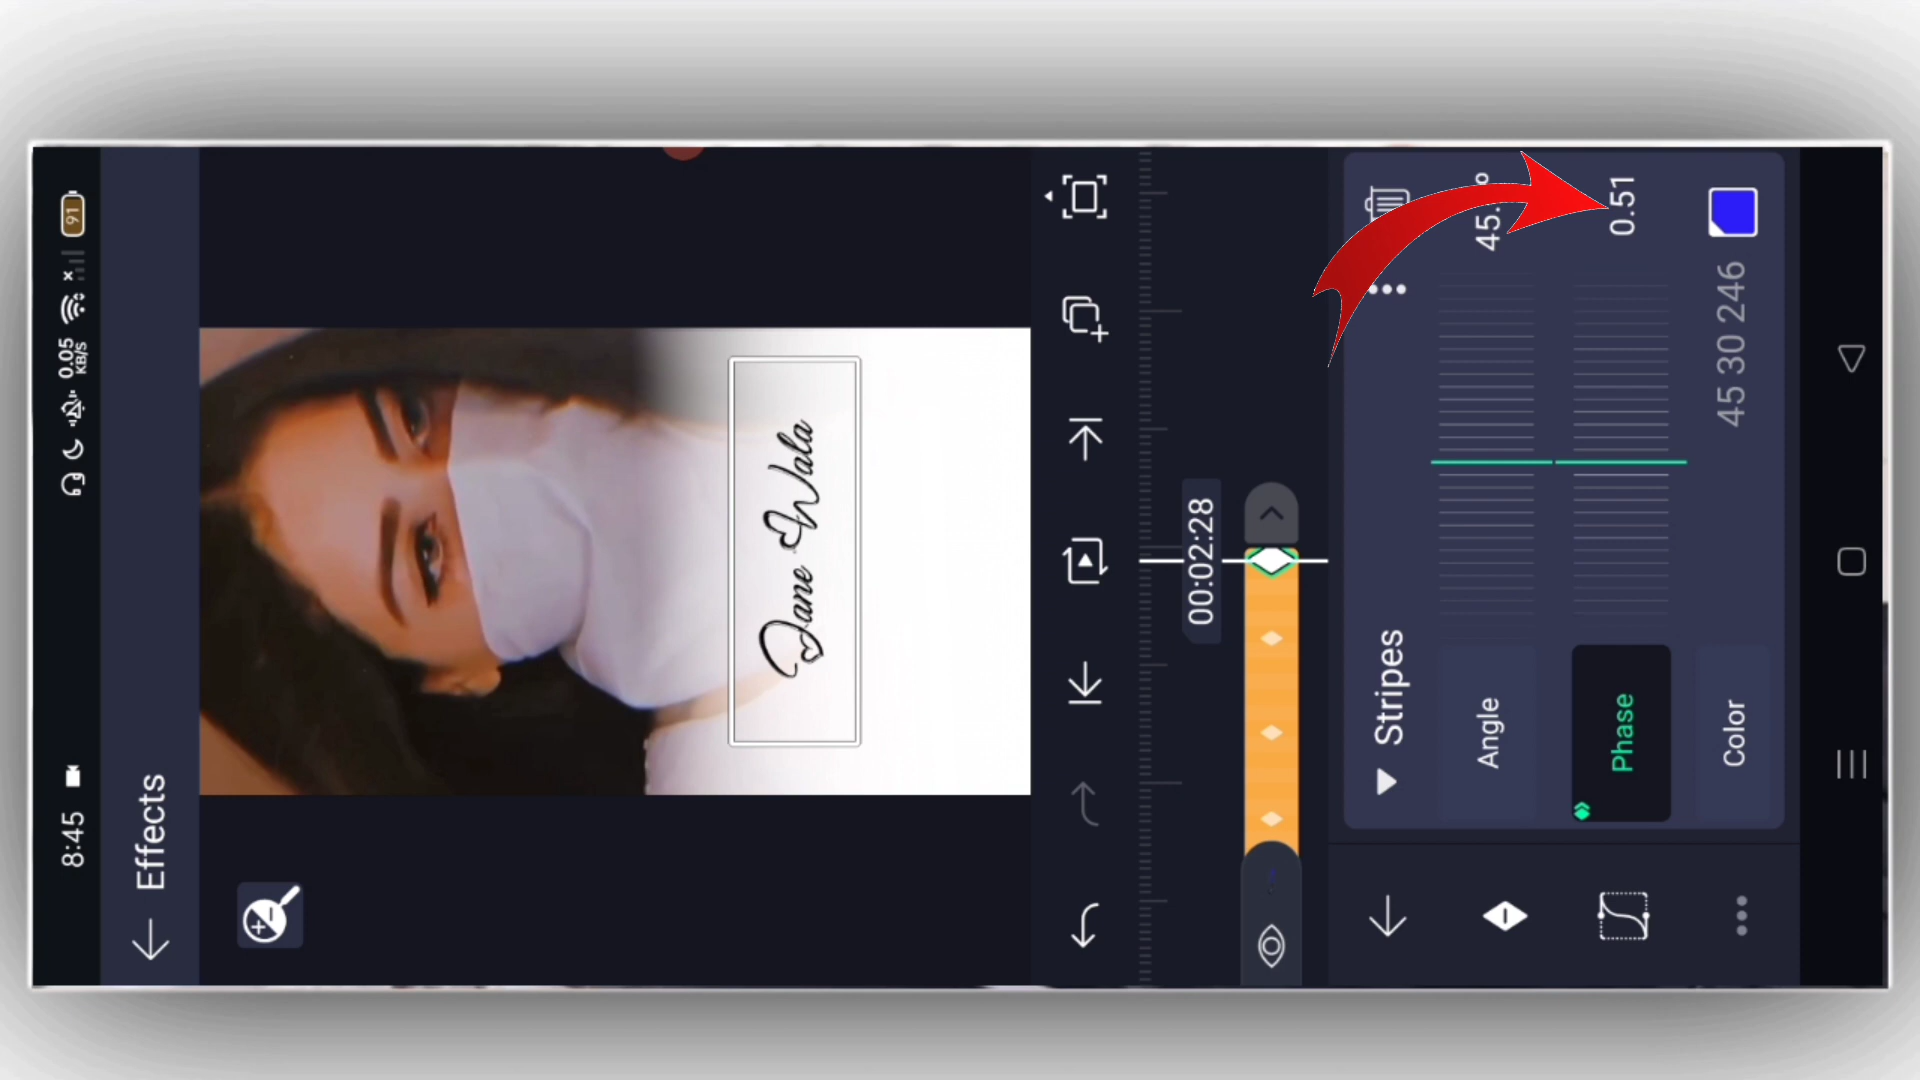 8:45
0.05 KB/S
91
Effects
Jane Wala
00:02:28
Stripes
Angle
45.
Phase
0.51
Color
45 30 246